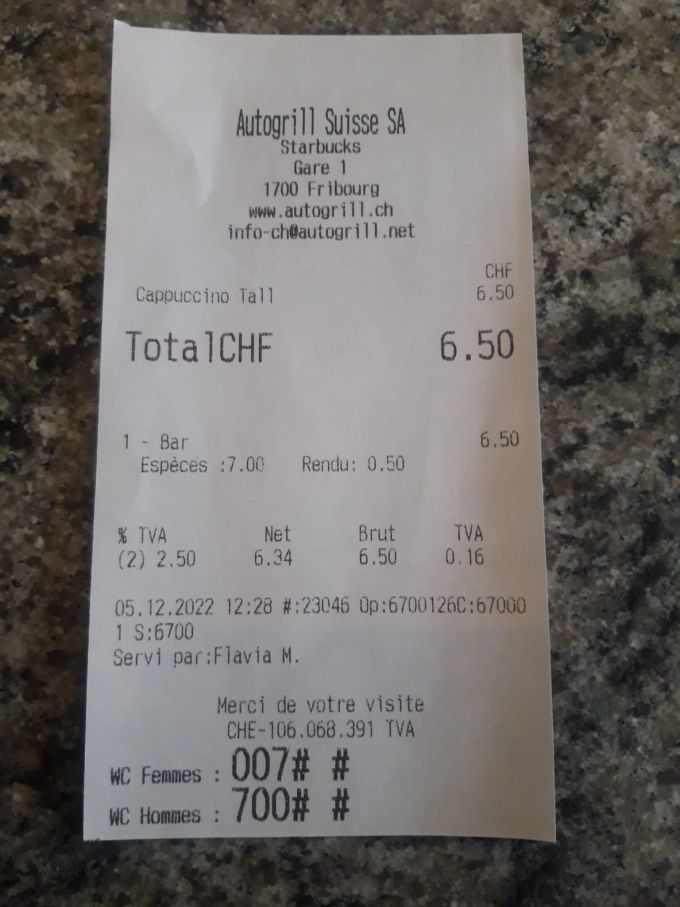 Autogrill Suisse SA
Starbucks
Gare 1
1700 Fribourg
www.autogrill.ch
info-ch@autogrill.net
CHF
Cappuccino Tall 6.50
TotalCHF 6.50
1 - Bar 6.50
Espèces :7.00 Rendu: 0.50
% TVA Net Brut TVA
(2) 2.50 6.34 6.50 0.16
05.12.2022 12:28 #:23046 Op:6700126C:67000
1 S:6700
Servi par:Flavia M.
Merci de votre visite
CHE-106.068.391 TVA
WC Femmes : 007# #
WC Hommes : 700# #